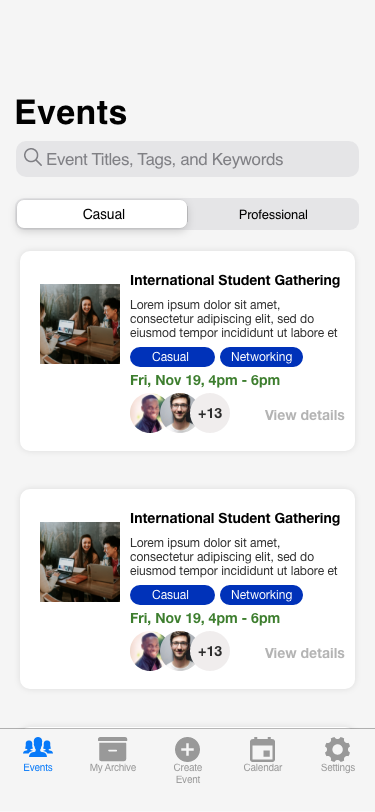 Events
Event Titles, Tags, and Keywords
Casual Professional
International Student Gathering
Lorem ipsum dolor sit amet,
consectetur adipiscing elit, sed do
eiusmod tempor incididunt ut labore et
Casual Networking
Fri, Nov 19, 4pm - 6pm
+13 View details
International Student Gathering
Lorem ipsum dolor sit amet,
consectetur adipiscing elit, sed do
eiusmod tempor incididunt ut labore et
Casual Networking
Fri, Nov 19, 4pm - 6pm
+13 View details
Events My Archive Create Calendar Settings
Event